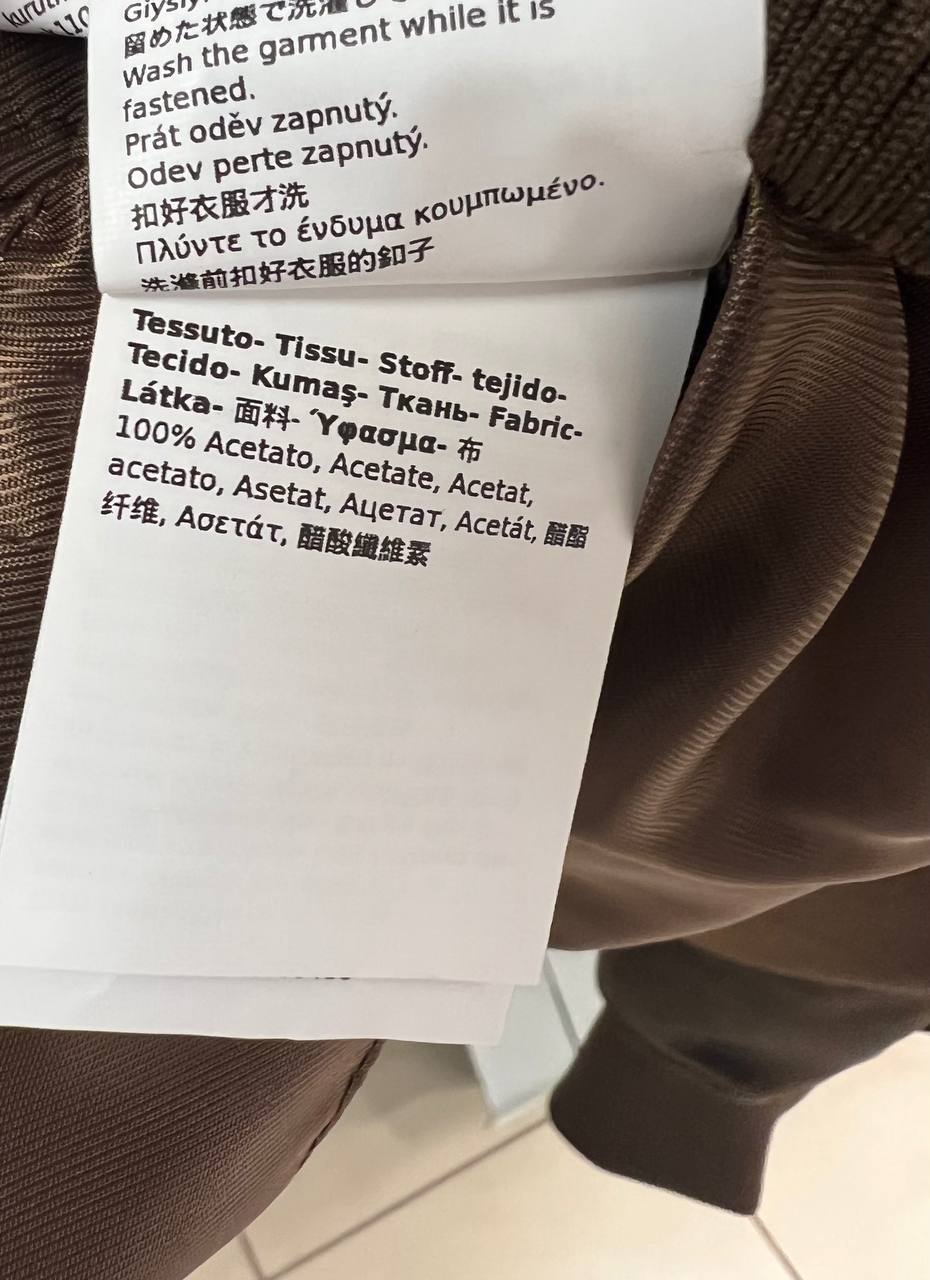 110
留めた状態で洗濯し
Wash the garment while it is
fastened.
Prát oděv zapnutý.
Odev perte zapnutý.
扣好衣服才洗
Πλύντε το ένδυμα κουμπωμένο.
洗滌前扣好衣服的釦子
Tessuto- Tissu- Stoff- tejido-
Tecido- Kumaş- Ткань- Fabric-
Látka- 面料- Ύφασμα- 布
100% Acetato, Acetate, Acetat,
acetato, Asetat, Ацетат, Acetát, 醋酯
纤维, Ασετάτ, 醋酸纖維素